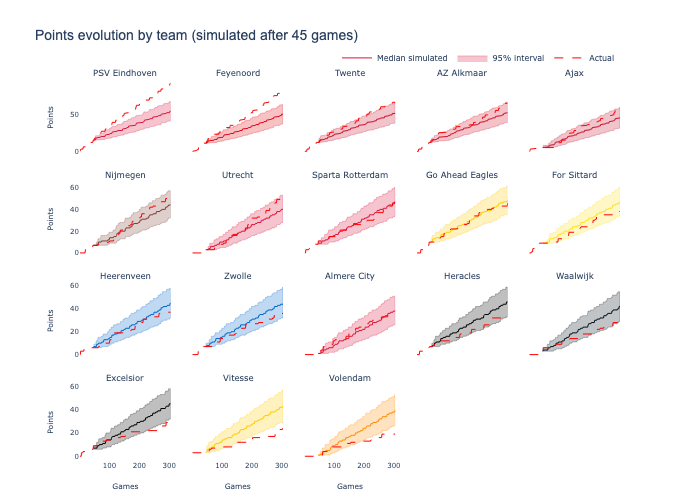 Points evolution by team (simulated after 45 games)
Median simulated 95% interval Actual
PSV Eindhoven Feyenoord Twente AZ Alkmaar Ajax
Points
50
0
Nijmegen Utrecht Sparta Rotterdam Go Ahead Eagles For Sittard
Points
60
40
20
0
Heerenveen Zwolle Almere City Heracles Waalwijk
Points
60
40
20
0
Excelsior Vitesse Volendam
Points
60
40
20
0
100 200 300 100 200 300 100 200 300
Games Games